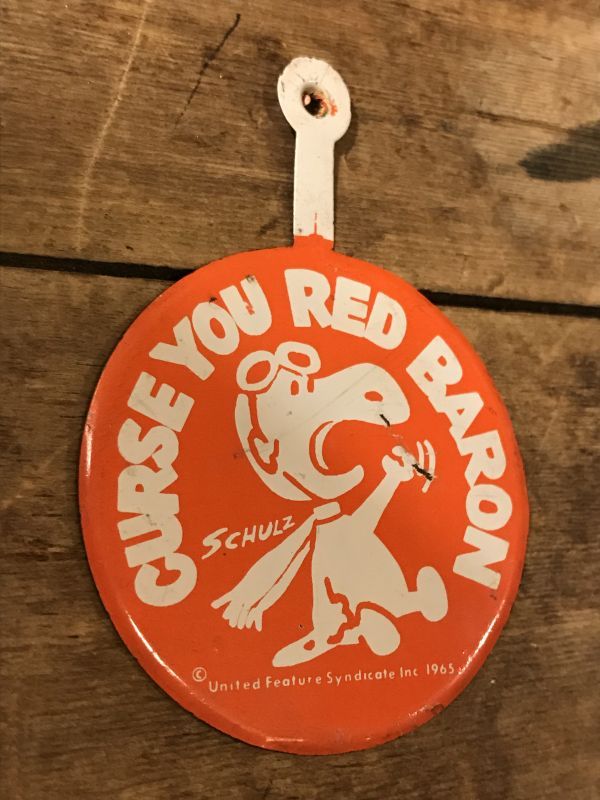 CURSE YOU RED BARON
SCHULZ
© United Feature Syndicate Inc 1965